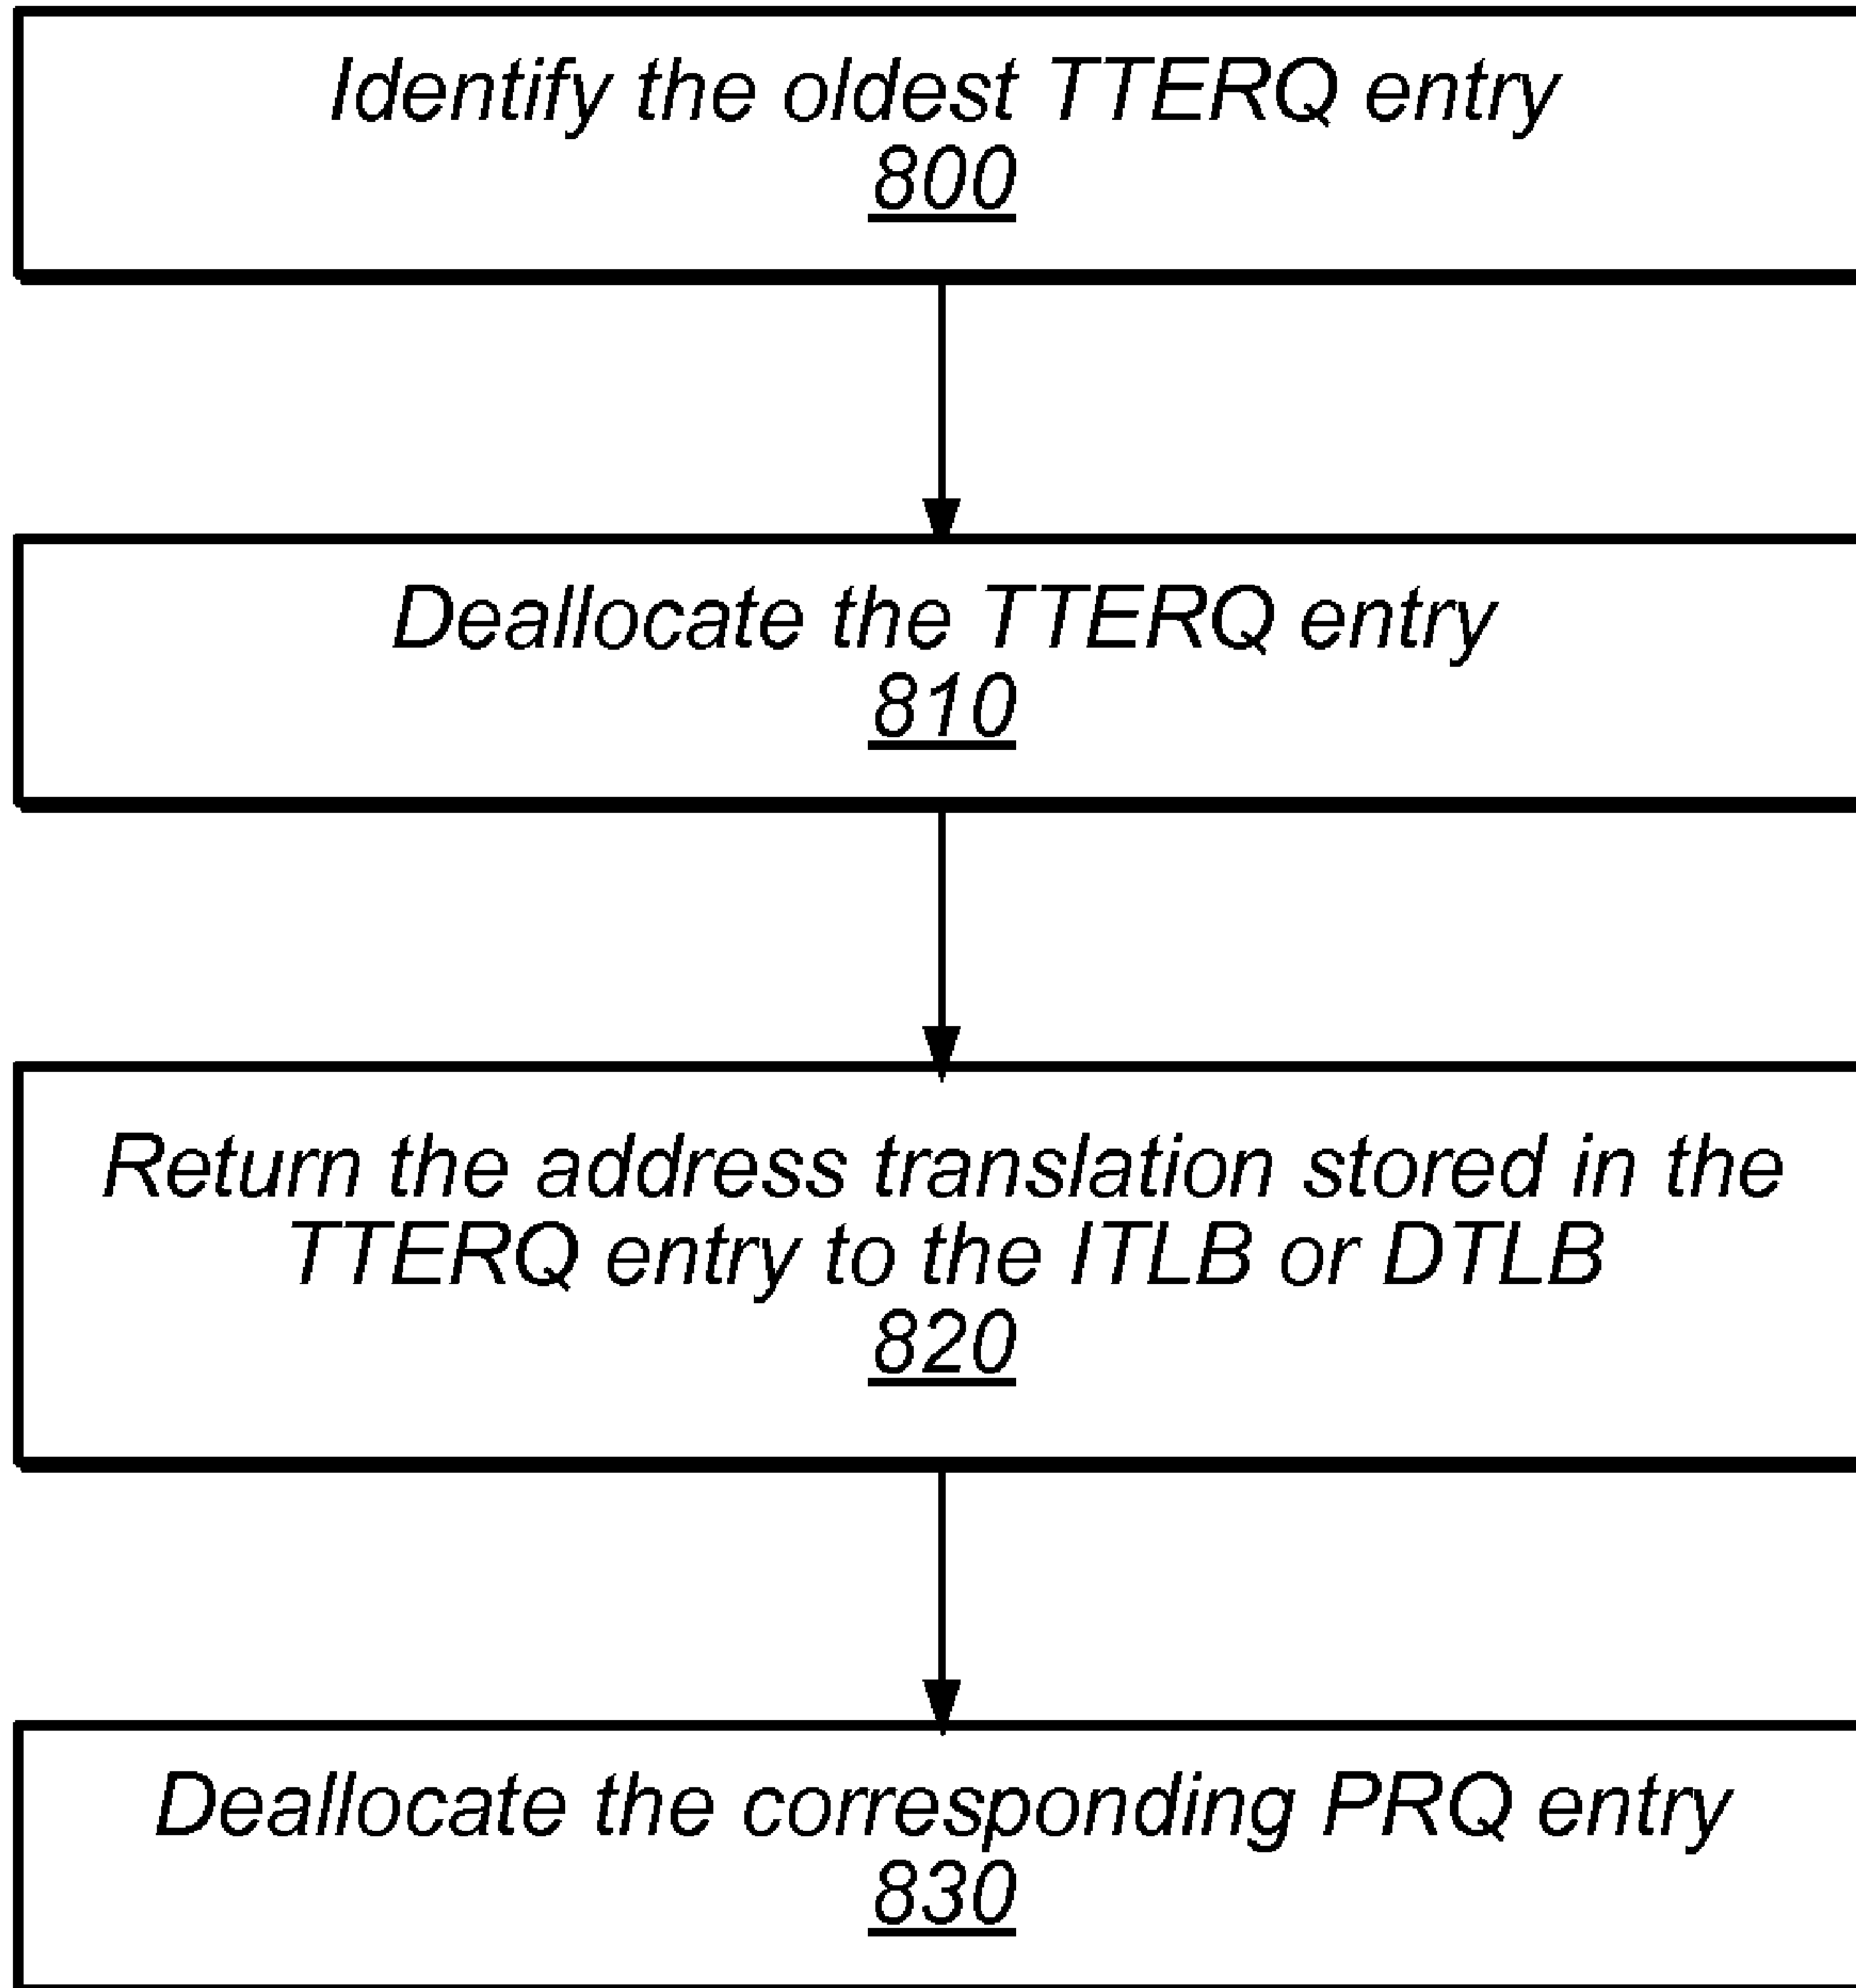 Identify the oldest TTERQ entry
800
Deallocate the TTERQ entry
810
Return the address translation stored in the
TTERQ entry to the ITLB or DTLB
820
Deallocate the corresponding PRQ entry
830